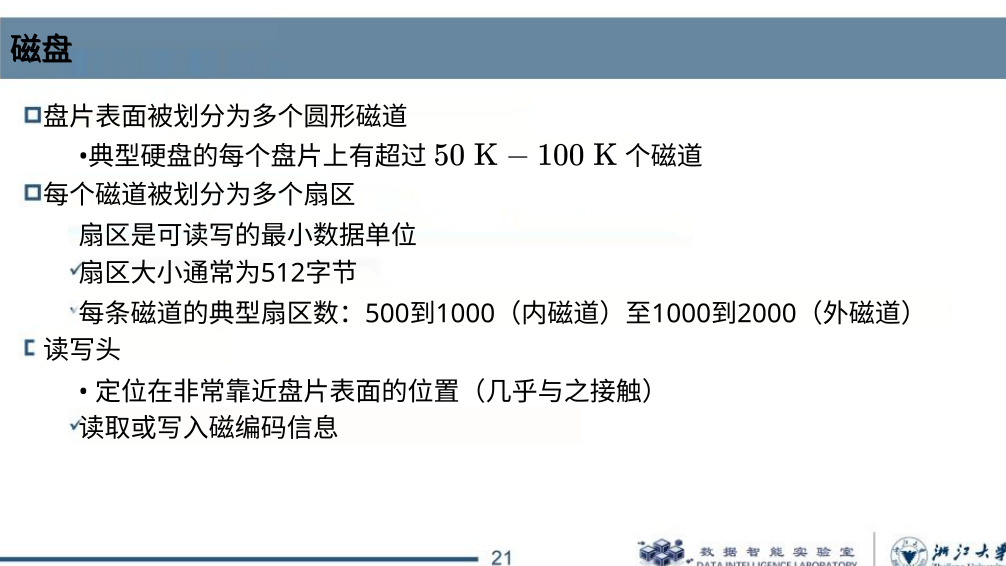 磁盘
盘片表面被划分为多个圆形磁道
•典型硬盘的每个盘片上有超过 50 K − 100 K 个磁道
每个磁道被划分为多个扇区
扇区是可读写的最小数据单位
✓扇区大小通常为512字节
每条磁道的典型扇区数：500到1000（内磁道）至1000到2000（外磁道）
读写头
• 定位在非常靠近盘片表面的位置（几乎与之接触）
✓读取或写入磁编码信息
21
数据智能实验室
DATA INTELLIGENCE LABORATORY
浙江大学